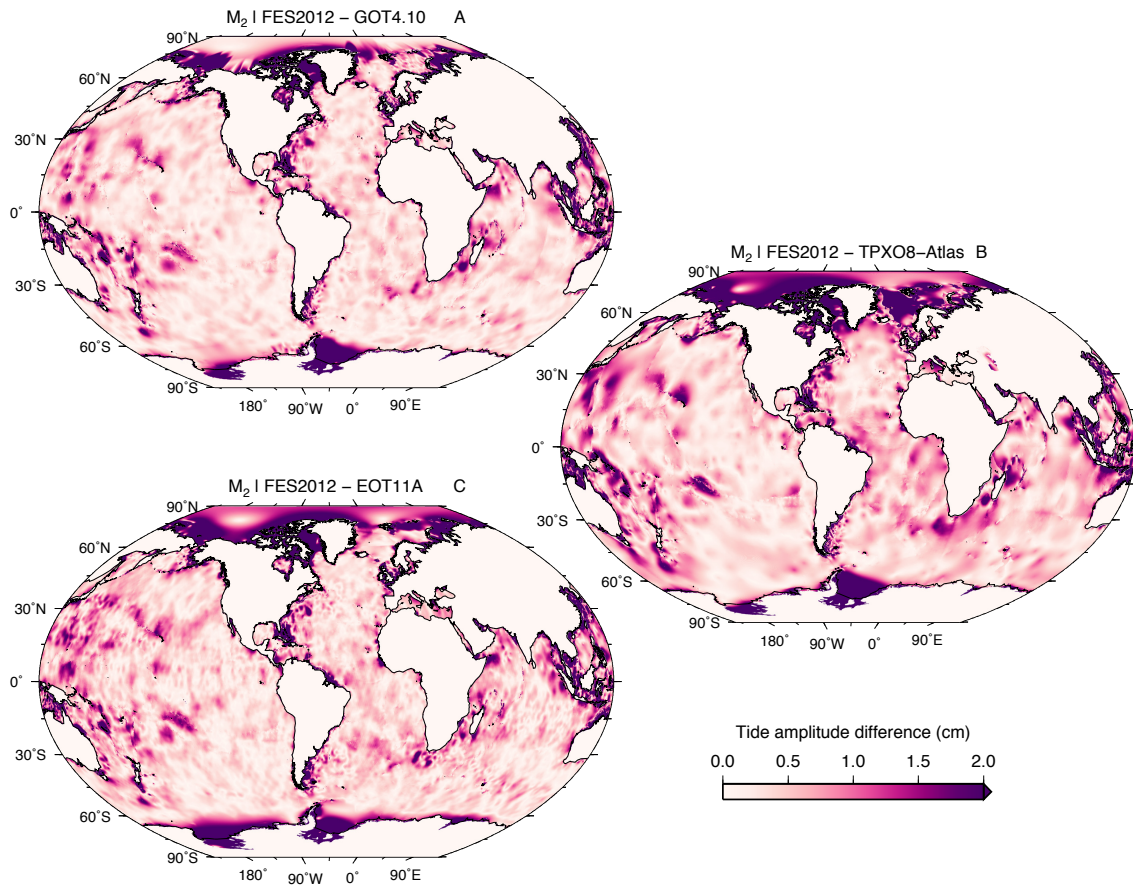 M2 | FES2012 − GOT4.10 A
90˚N
60˚N
30˚N
0˚
30˚S
60˚S
90˚S
180˚ 90˚W 0˚ 90˚E
M2 | FES2012 − TPXO8−Atlas B
90˚N
60˚N
30˚N
0˚
30˚S
60˚S
90˚S
180˚ 90˚W 0˚ 90˚E
M2 | FES2012 − EOT11A C
90˚N
60˚N
30˚N
0˚
30˚S
60˚S
90˚S
180˚ 90˚W 0˚ 90˚E
Tide amplitude difference (cm)
0.0 0.5 1.0 1.5 2.0